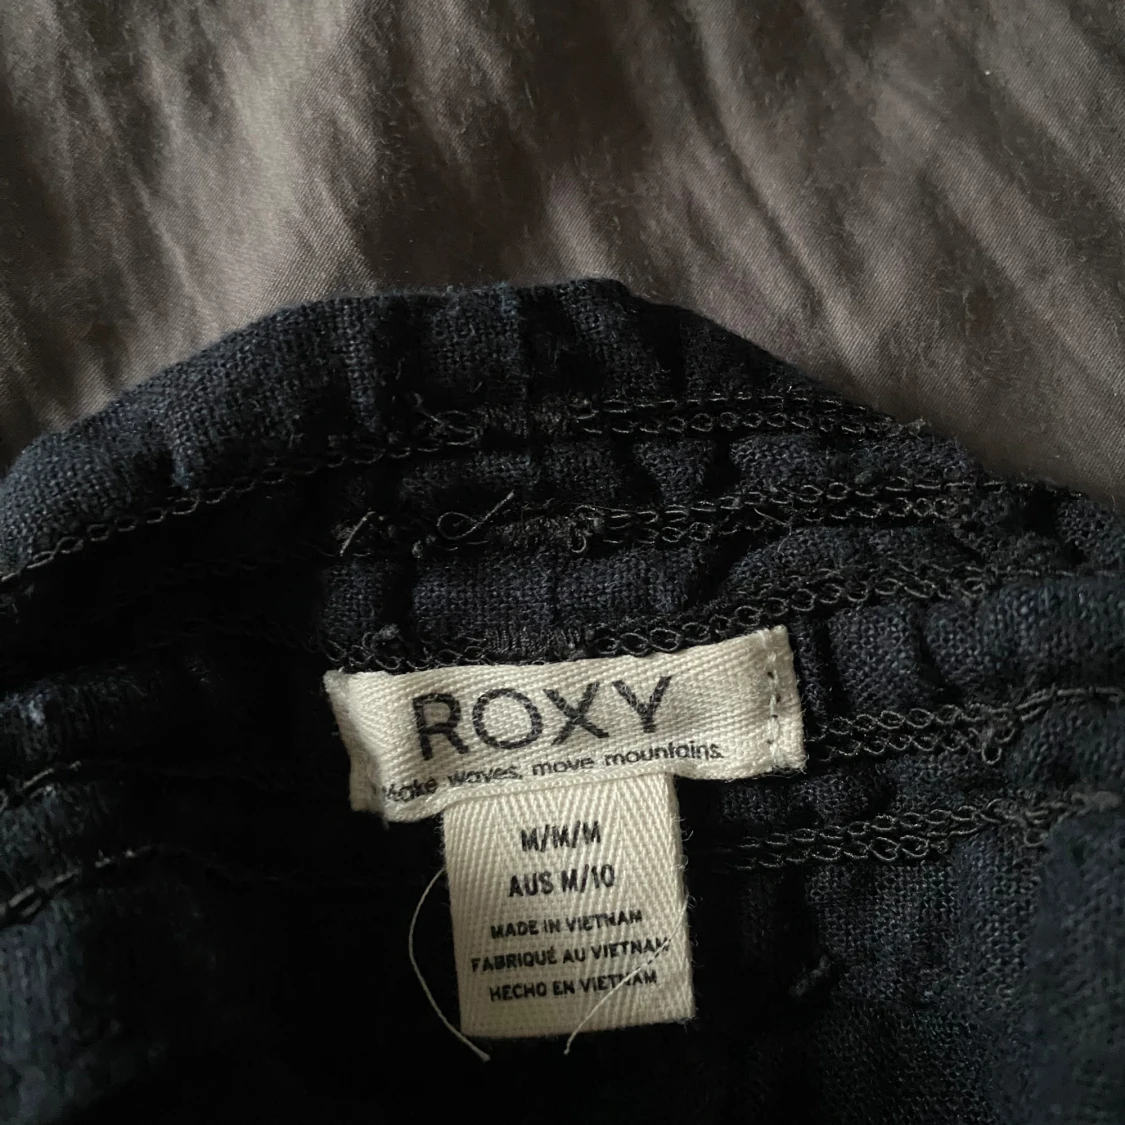 ROXY
Make waves, move mountains.
M/M/M
AUS M/10
MADE IN VIETNAM
FABRIQUÉ AU VIETNAM
HECHO EN VIETNAM